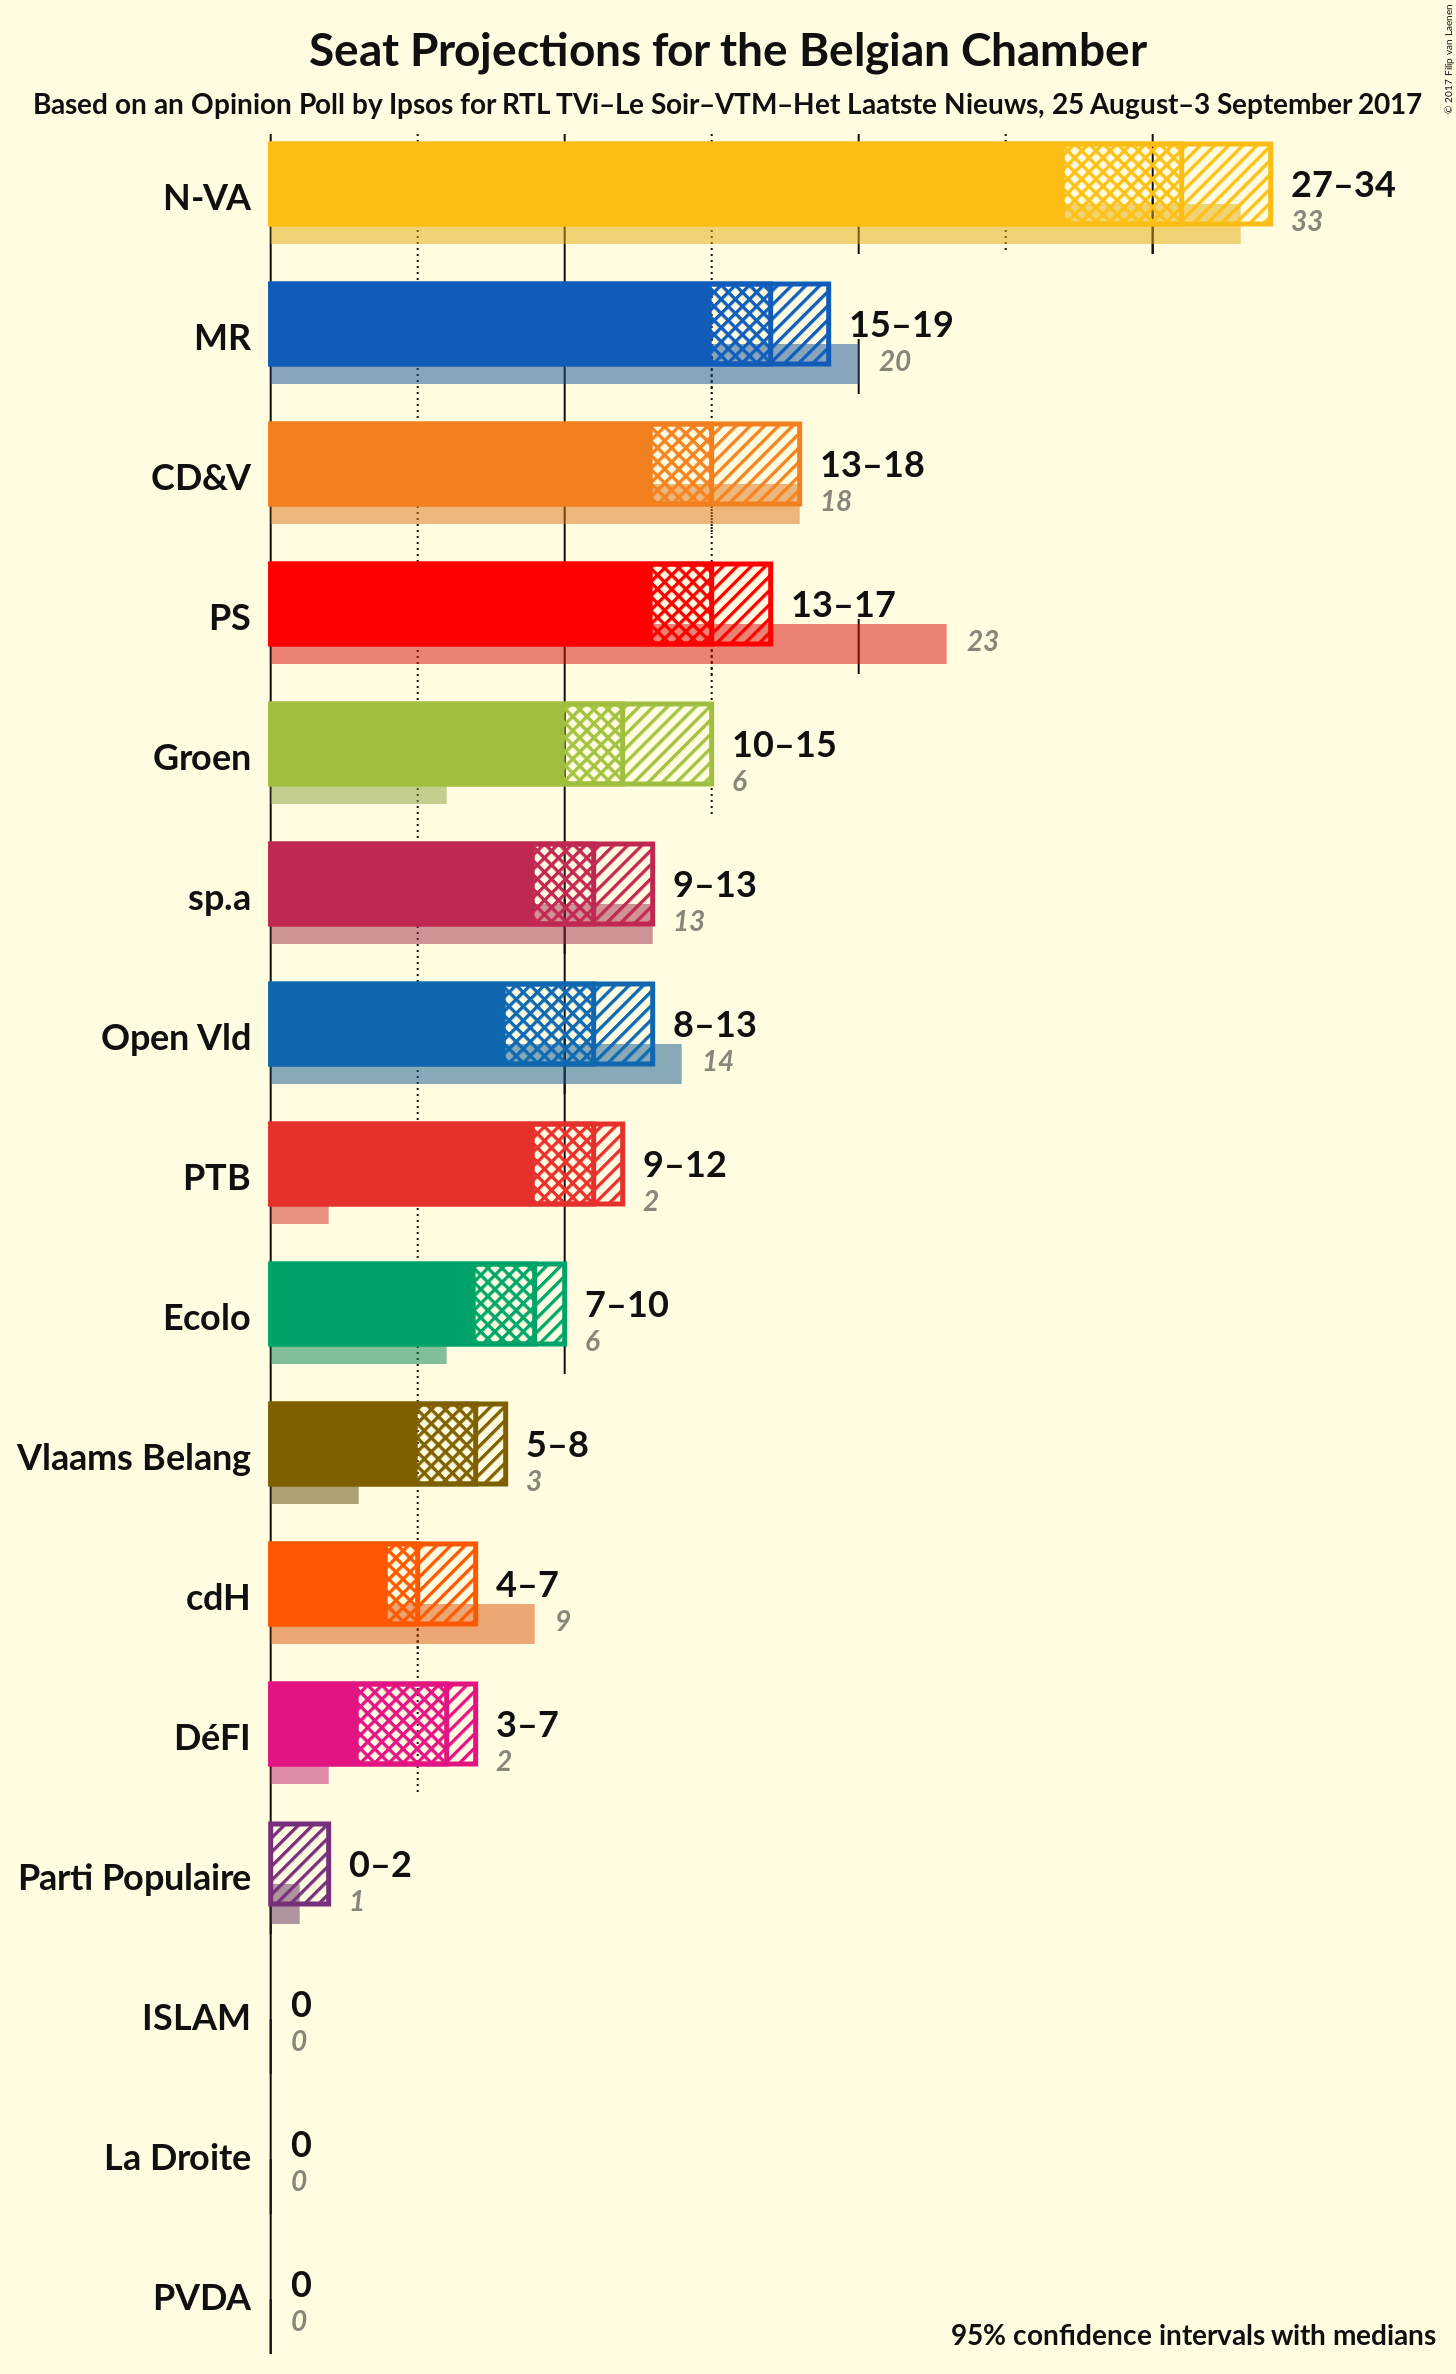 Seat Projections for the Belgian Chamber
Based on an Opinion Poll by Ipsos for RTL TVi–Le Soir–VTM–Het Laatste Nieuws, 25 August–3 September 2017
© 2017 Filip van Laenen
N-VA
27–34
33
MR
15–19
20
CD&V
13–18
18
PS
13–17
23
Groen
10–15
6
sp.a
9–13
13
Open Vld
8–13
14
PTB
9–12
2
Ecolo
7–10
6
Vlaams Belang
5–8
3
cdH
4–7
9
DéFI
3–7
2
Parti Populaire
0–2
1
ISLAM
0
0
La Droite
0
0
PVDA
0
0
95% confidence intervals with medians